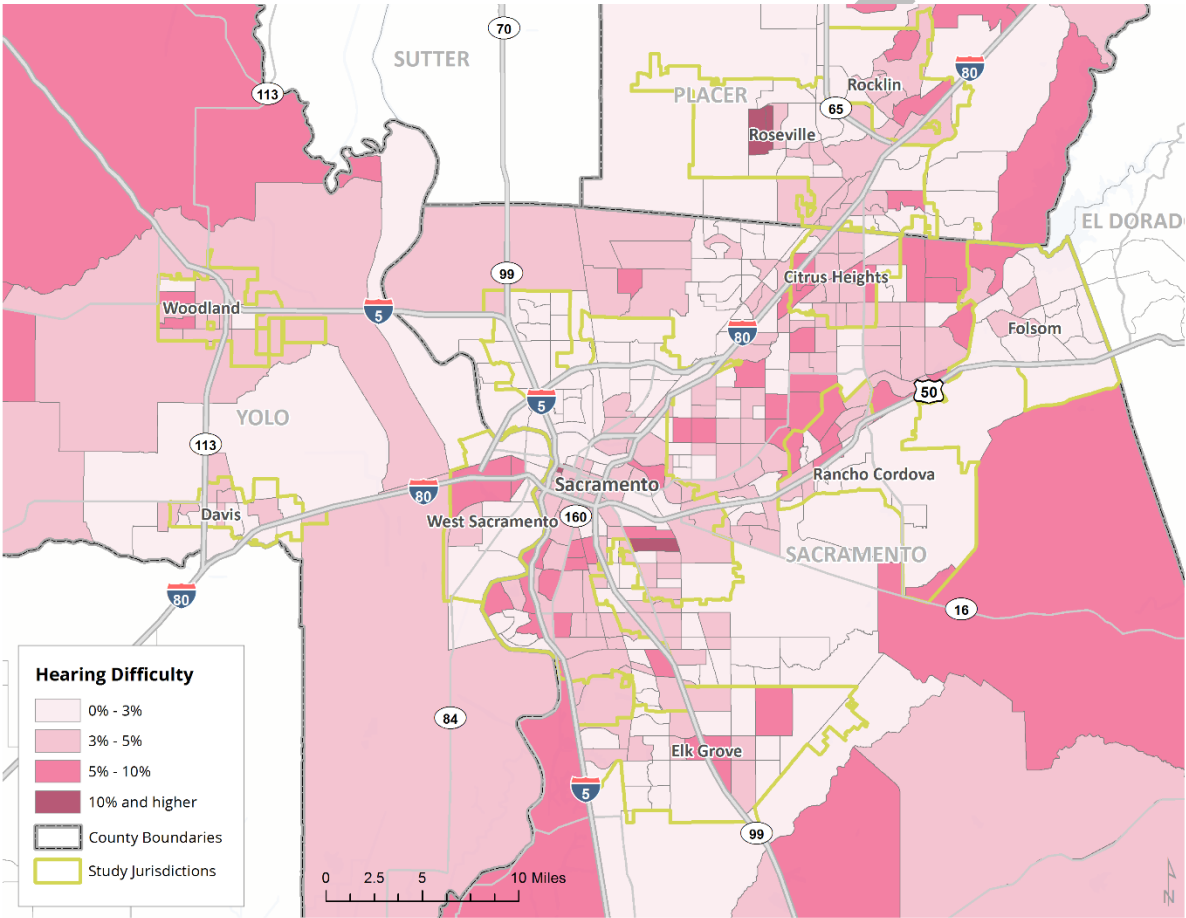 70
SUTTER
80
113
Rocklin
PLACER
65
Roseville
EL DORADO
99
Citrus Heights
Woodland
5
80
Folsom
5
50
YOLO
113
Rancho Cordova
Sacramento
80
Davis
West Sacramento
160
SACRAMENTO
80
16
Hearing Difficulty
0% - 3%
3% - 5%
5% - 10%
10% and higher
County Boundaries
Study Jurisdictions
84
Elk Grove
5
99
0 2.5 5 10 Miles
N